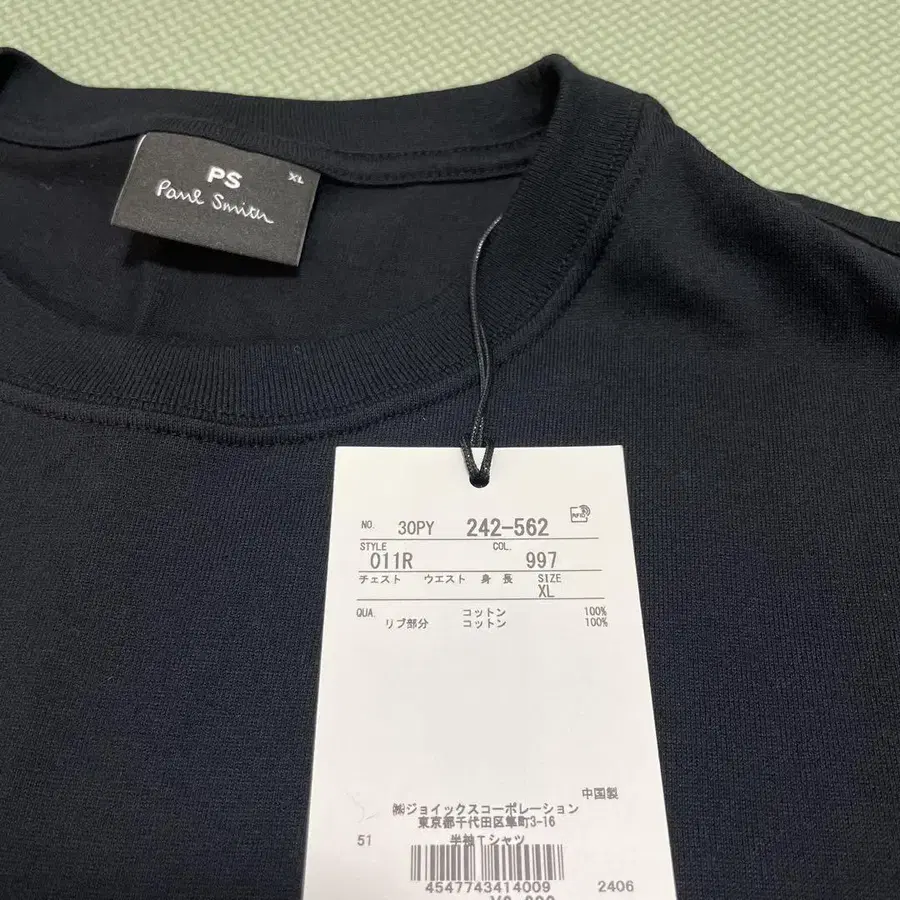 PS
XL
Paul Smith
NO. 30PY 242-562
RFID
STYLE COL.
011R 997
チェスト ウエスト 身 長 SIZE
XL
QUA. コットン 100%
リブ部分 コットン 100%
中国製
㈱ジョイックスコーポレーション
東京都千代田区隼町3-16
51 半袖Tシャツ
4547743414009 2406